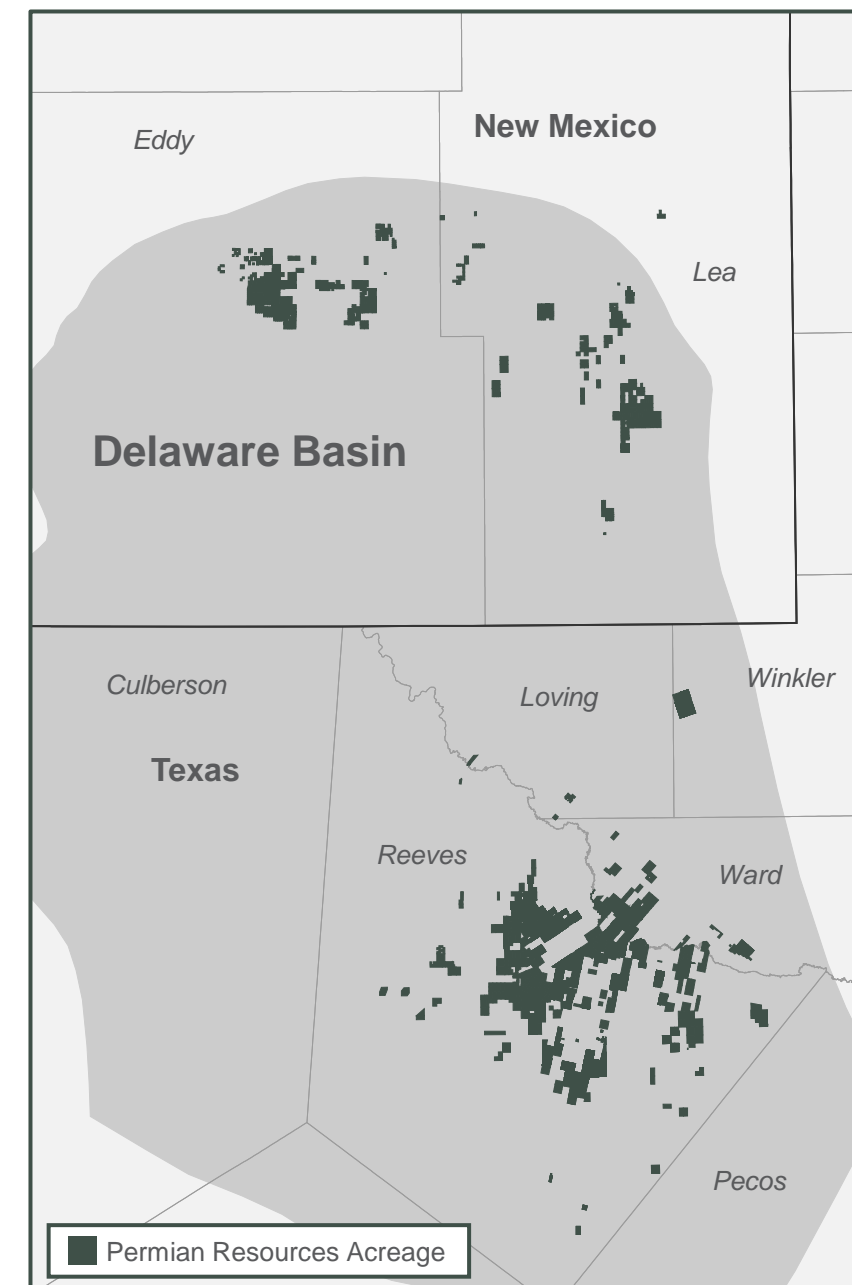 New Mexico
Eddy
Lea
Delaware Basin
Culberson
Loving
Winkler
Texas
Reeves
Ward
Pecos
Permian Resources Acreage